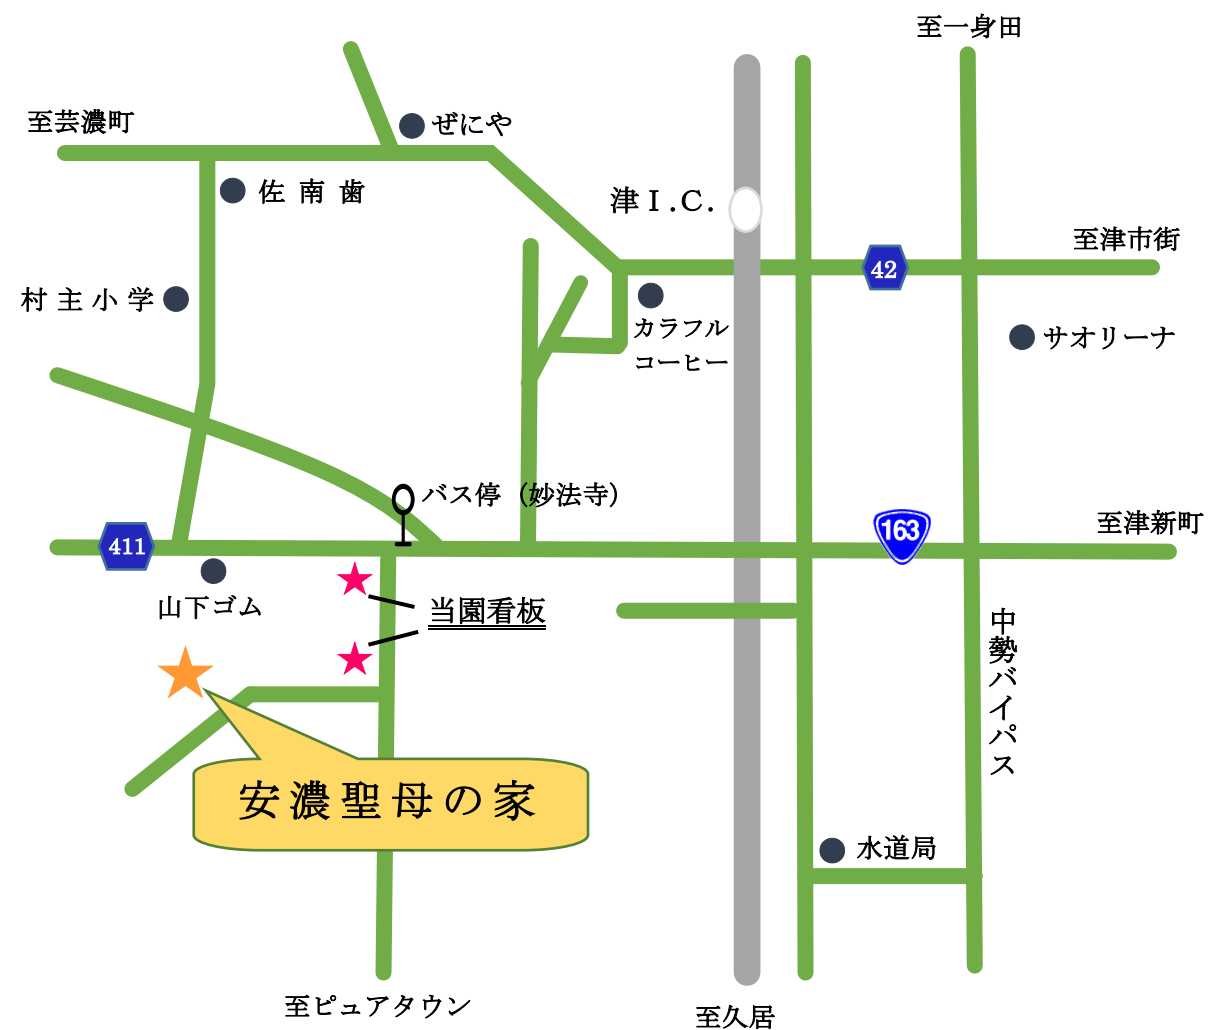 至一身田
至芸濃町
ぜにや
佐南歯
津I.C.
至津市街
42
村主小学
カラフル
コーヒー
サオリーナ
バス停（妙法寺）
至津新町
163
411
山下ゴム
当園看板
中勢バイパス
安濃聖母の家
水道局
至ピュアタウン
至久居